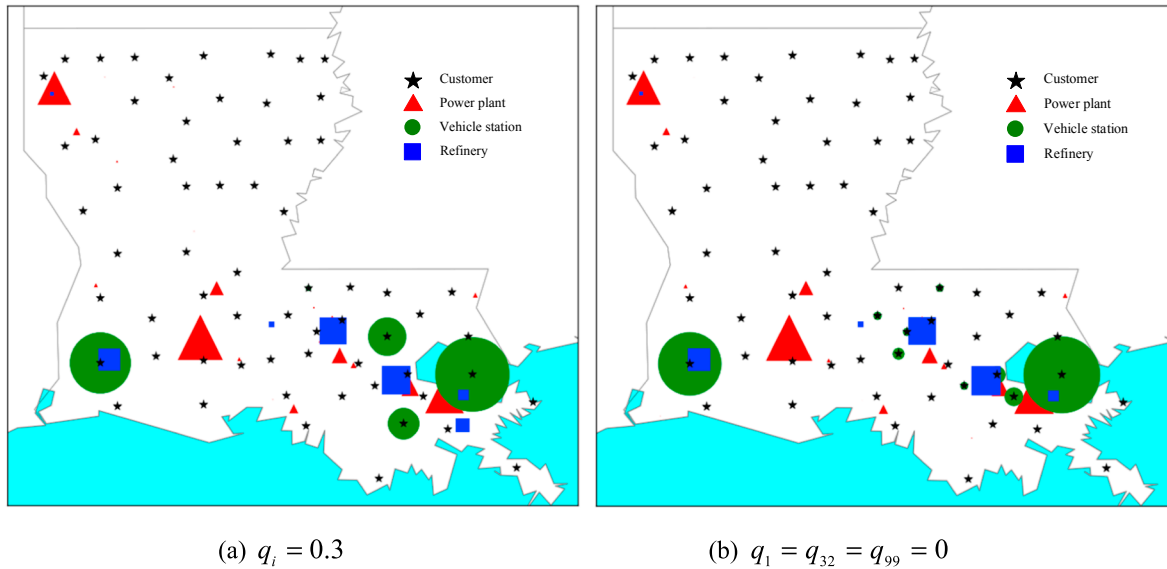 Customer
Power plant
Vehicle station
Refinery
Customer
Power plant
Vehicle station
Refinery
(a) q_i = 0.3
(b) q_1 = q_32 = q_99 = 0